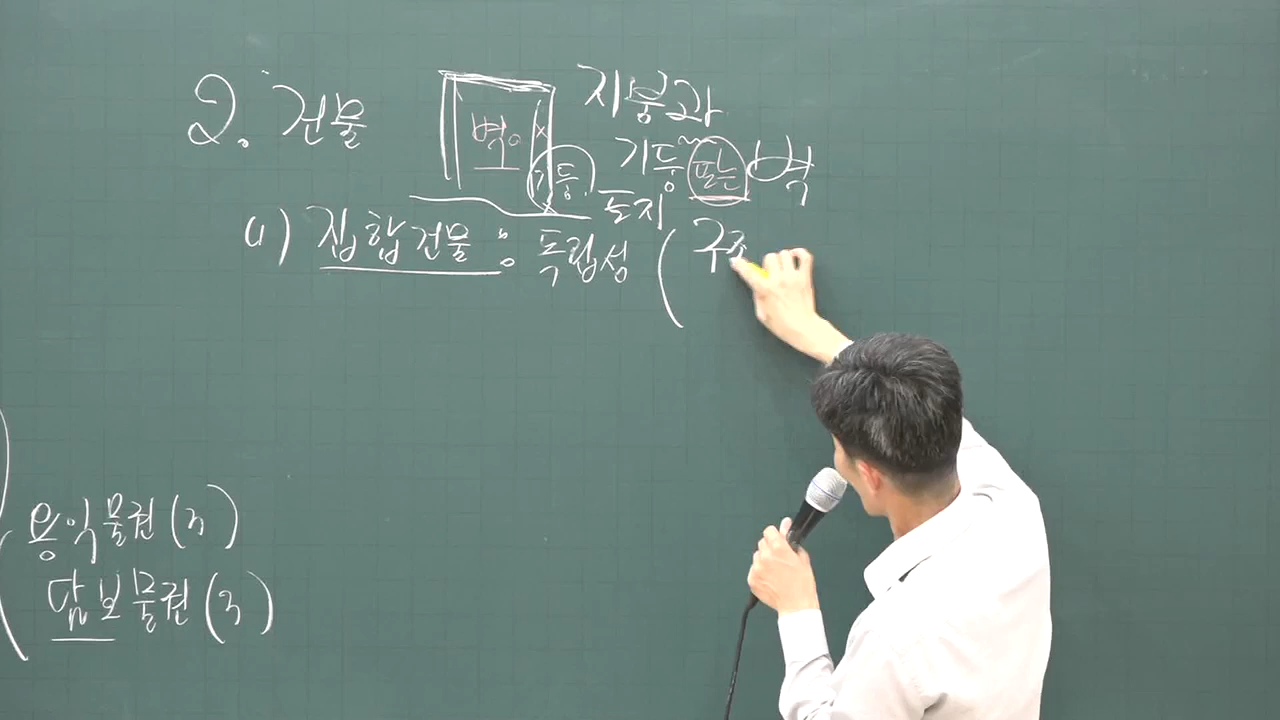 2. 건물
벽이
기둥
지붕과
기둥 또는 벽
토지
(1) 집합건물 : 독립성 ( 구조
용익물권 (3)
담보물권 (3)